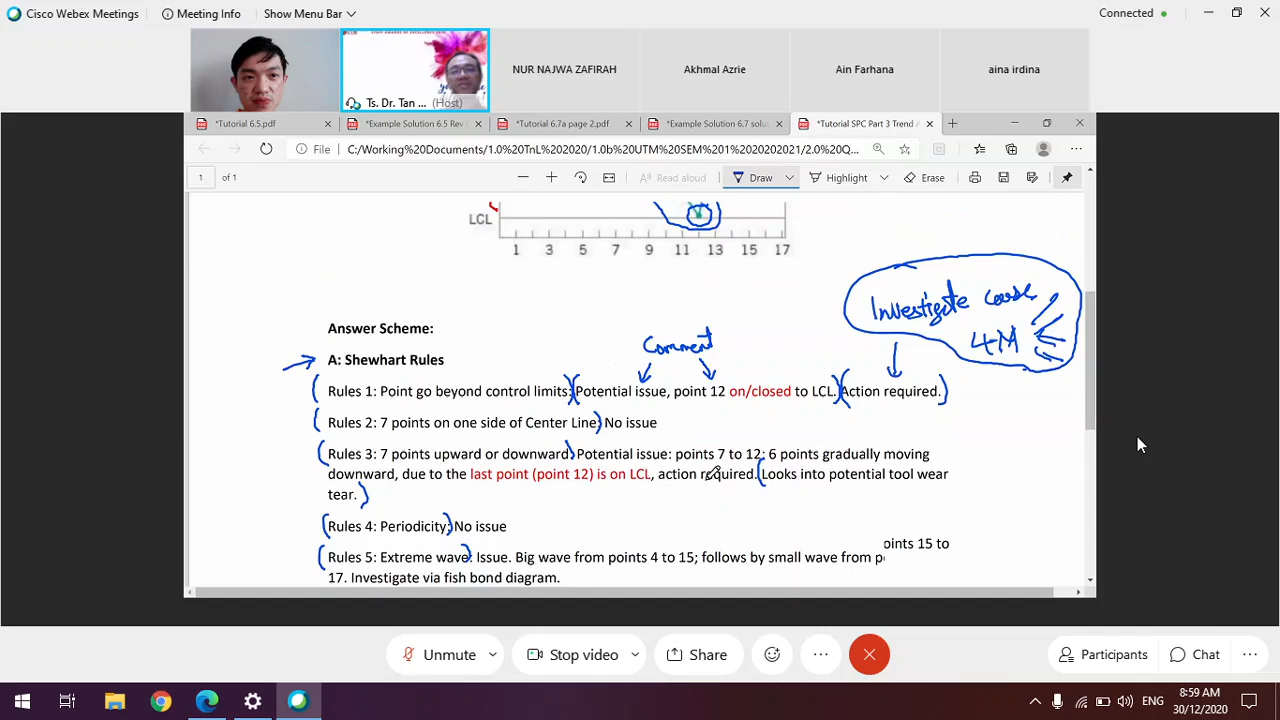 Cisco Webex Meetings
Meeting Info
Show Menu Bar
Connected
Ts. Dr. Tan ... (Host)
NUR NAJWA ZAFIRAH
Akhmal Azrie
Ain Farhana
aina irdina
*Tutorial 6.5.pdf
*Example Solution 6.5 Rev
*Tutorial 6.7a page 2.pdf
*Example Solution 6.7 solu
*Tutorial SPC Part 3 Trend A
File
C:/Working%20Documents/1.0%20TnL%202020/1.0b%20UTM%20SEM%201%2020202021/2.0%20Q...
1 of 1
Read aloud
Draw
Highlight
Erase
LCL
1 3 5 7 9 11 13 15 17
Investigate cause
4M
Answer Scheme:
Comment
A: Shewhart Rules
Rules 1: Point go beyond control limits: Potential issue, point 12 on/closed to LCL. Action required.
Rules 2: 7 points on one side of Center Line: No issue
Rules 3: 7 points upward or downward: Potential issue: points 7 to 12: 6 points gradually moving
downward, due to the last point (point 12) is on LCL, action required. Looks into potential tool wear
tear.
Rules 4: Periodicity: No issue
points 15 to
Rules 5: Extreme wave: Issue. Big wave from points 4 to 15; follows by small wave from
17. Investigate via fish bond diagram.
Unmute
Stop video
Share
Participants
Chat
ENG
8:59 AM
30/12/2020